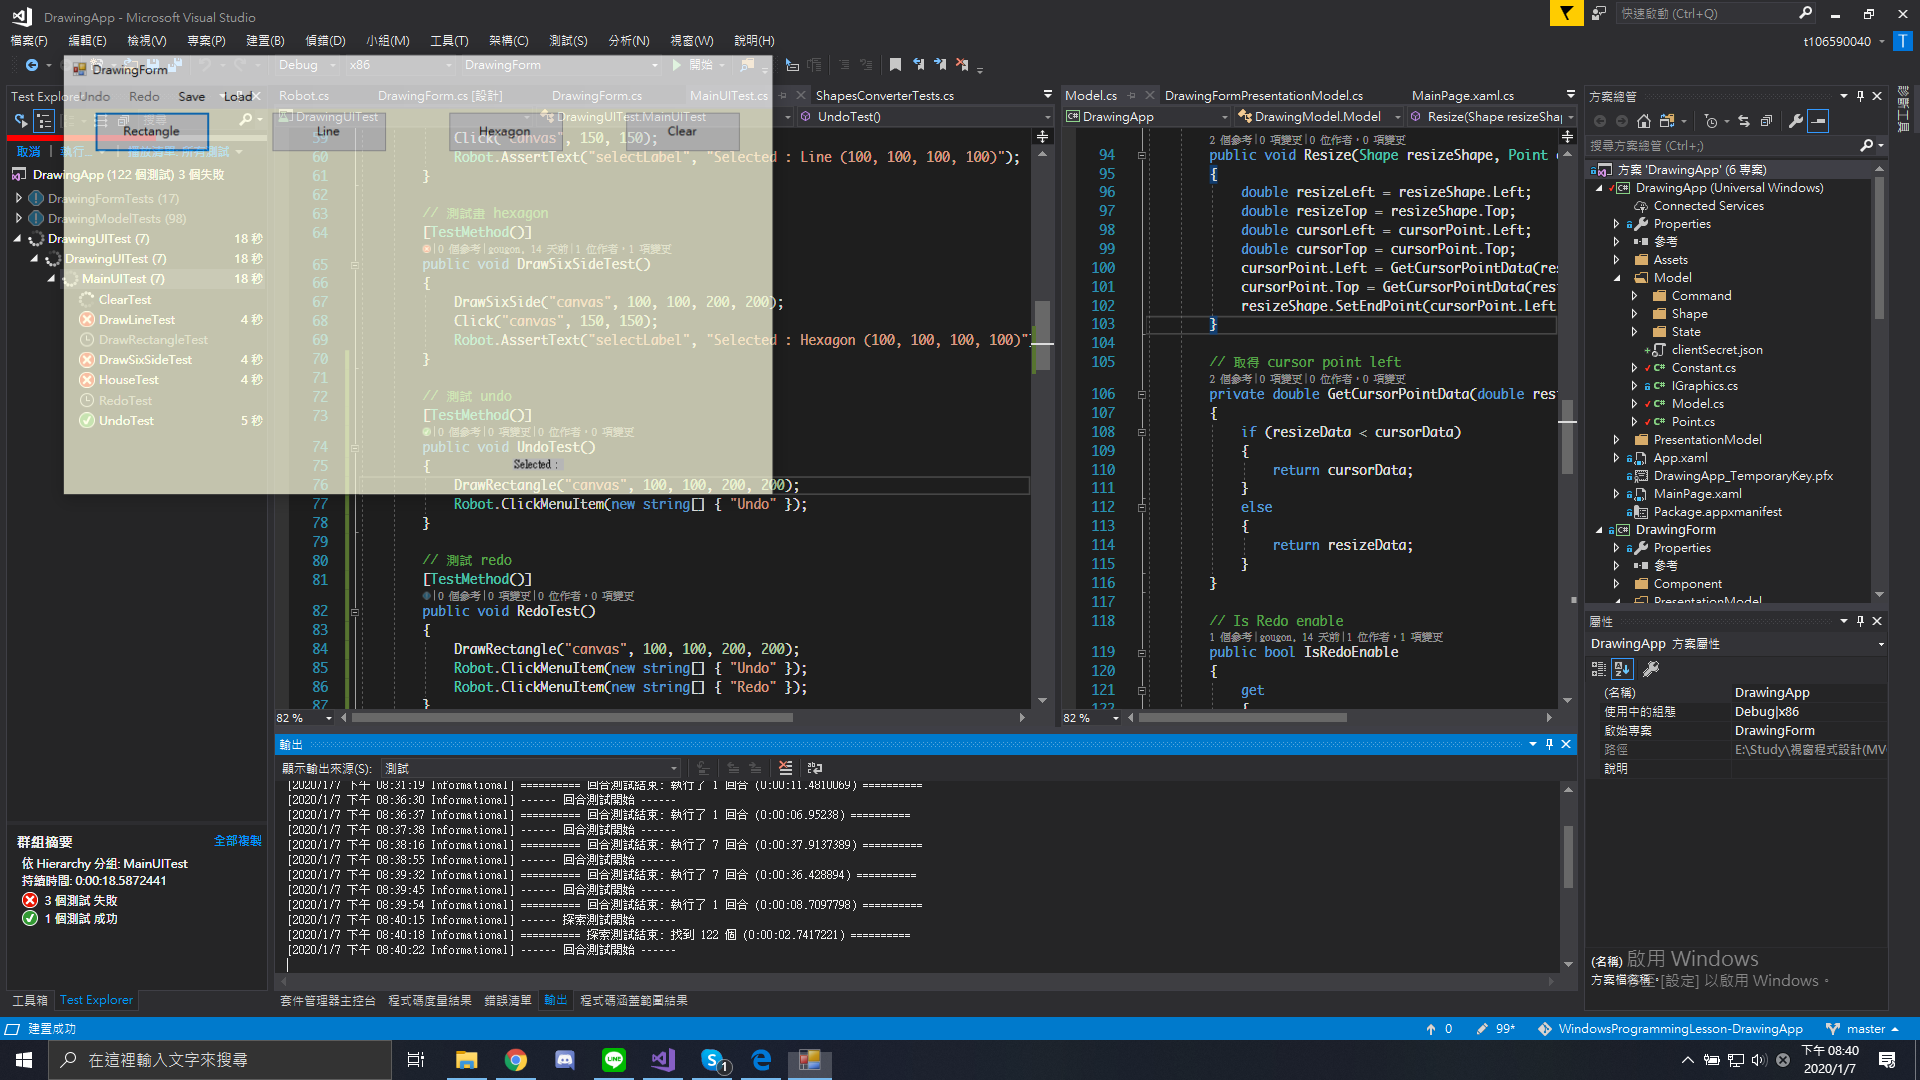 DrawingApp - Microsoft Visual Studio
快速啟動 (Ctrl+Q)
檔案(F) 編輯(E) 檢視(V) 專案(P) 建置(B) 偵錯(D) 小組(M) 工具(T) 架構(C) 測試(S) 分析(N) 視窗(W) 說明(H)
t106590040
T
DrawingForm
Debug x86 DrawingForm 開始
Test Explorer
Undo Redo Save Load
Rectangle Line Hexagon Clear
取消
DrawingApp (122 個測試) 3 個失敗
DrawingFormTests (17)
DrawingModelTests (98)
DrawingUITest (7) 18 秒
DrawingUITest (7) 18 秒
MainUITest (7) 18 秒
ClearTest
DrawLineTest 4 秒
DrawRectangleTest
DrawSixSideTest 4 秒
HouseTest 4 秒
RedoTest
UndoTest 5 秒
Selected :
群組摘要 全部複製
依 Hierarchy 分組: MainUITest
持續時間: 0:00:18.5872441
3 個測試 失敗
1 個測試 成功
工具箱 Test Explorer
Robot.cs DrawingForm.cs [設計] DrawingForm.cs MainUITest.cs ShapesConverterTests.cs
DrawingUITest DrawingUITest.MainUITest UndoTest()
59 Click("canvas", 150, 150);
60 Robot.AssertText("selectLabel", "Selected : Line (100, 100, 100, 100)");
61 }
62
63 // 測試畫 hexagon
64 [TestMethod()]
0 個參考|gougon, 14 天前|1 位作者，1 項變更
65 public void DrawSixSideTest()
66 {
67 DrawSixSide("canvas", 100, 100, 200, 200);
68 Click("canvas", 150, 150);
69 Robot.AssertText("selectLabel", "Selected : Hexagon (100, 100, 100, 100)"
70 }
71
72 // 測試 undo
73 [TestMethod()]
0 個參考|0 項變更|0 位作者，0 項變更
74 public void UndoTest()
75 {
76 DrawRectangle("canvas", 100, 100, 200, 200);
77 Robot.ClickMenuItem(new string[] { "Undo" });
78 }
79
80 // 測試 redo
81 [TestMethod()]
0 個參考|0 項變更|0 位作者，0 項變更
82 public void RedoTest()
83 {
84 DrawRectangle("canvas", 100, 100, 200, 200);
85 Robot.ClickMenuItem(new string[] { "Undo" });
86 Robot.ClickMenuItem(new string[] { "Redo" });
87 }
82 %
Model.cs DrawingFormPresentationModel.cs MainPage.xaml.cs
DrawingApp DrawingModel.Model Resize(Shape resizeShap
2 個參考|0 項變更|0 位作者，0 項變更
94 public void Resize(Shape resizeShape, Point
95 {
96 double resizeLeft = resizeShape.Left;
97 double resizeTop = resizeShape.Top;
98 double cursorLeft = cursorPoint.Left;
99 double cursorTop = cursorPoint.Top;
100 cursorPoint.Left = GetCursorPointData(res
101 cursorPoint.Top = GetCursorPointData(rest
102 resizeShape.SetEndPoint(cursorPoint.Left
103 }
104
105 // 取得 cursor point left
2 個參考|0 項變更|0 位作者，0 項變更
106 private double GetCursorPointData(double res
107 {
108 if (resizeData < cursorData)
109 {
110 return cursorData;
111 }
112 else
113 {
114 return resizeData;
115 }
116 }
117
118 // Is Redo enable
1 個參考|gougon, 14 天前|1 位作者，1 項變更
119 public bool IsRedoEnable
120 {
121 get
122 {
82 %
輸出
顯示輸出來源(S): 測試
[2020/1/7 下午 08:31:19 Informational] ========== 回合測試結束: 執行了 1 回合 (0:00:11.4810069) ==========
[2020/1/7 下午 08:36:30 Informational] ------ 回合測試開始 ------
[2020/1/7 下午 08:36:37 Informational] ========== 回合測試結束: 執行了 1 回合 (0:00:06.95238) ==========
[2020/1/7 下午 08:37:38 Informational] ------ 回合測試開始 ------
[2020/1/7 下午 08:38:16 Informational] ========== 回合測試結束: 執行了 7 回合 (0:00:37.9137389) ==========
[2020/1/7 下午 08:38:55 Informational] ------ 回合測試開始 ------
[2020/1/7 下午 08:39:32 Informational] ========== 回合測試結束: 執行了 7 回合 (0:00:36.428894) ==========
[2020/1/7 下午 08:39:45 Informational] ------ 回合測試開始 ------
[2020/1/7 下午 08:39:54 Informational] ========== 回合測試結束: 執行了 1 回合 (0:00:08.7097798) ==========
[2020/1/7 下午 08:40:15 Informational] ------ 探索測試開始 ------
[2020/1/7 下午 08:40:18 Informational] ========== 探索測試結束: 找到 122 個 (0:00:02.7417221) ==========
[2020/1/7 下午 08:40:22 Informational] ------ 回合測試開始 ------
套件管理器主控台 程式碼度量結果 錯誤清單 輸出 程式碼涵蓋範圍結果
方案總管
搜尋方案總管 (Ctrl+;)
方案 'DrawingApp' (6 專案)
DrawingApp (Universal Windows)
Connected Services
Properties
參考
Assets
Model
Command
Shape
State
clientSecret.json
Constant.cs
IGraphics.cs
Model.cs
Point.cs
PresentationModel
App.xaml
DrawingApp_TemporaryKey.pfx
MainPage.xaml
Package.appxmanifest
DrawingForm
Properties
參考
Component
PresentationModel
診斷工具
屬性
DrawingApp 方案屬性
(名稱) DrawingApp
使用中的組態 Debug|x86
啟始專案 DrawingForm
路徑 E:\Study\視窗程式設計(MV
說明
(名稱)
方案檔名稱。
啟用 Windows
[設定] 以啟用 Windows。
建置成功
0 99* WindowsProgrammingLesson-DrawingApp master
在這裡輸入文字來搜尋
LINE
1
下午 08:40
2020/1/7